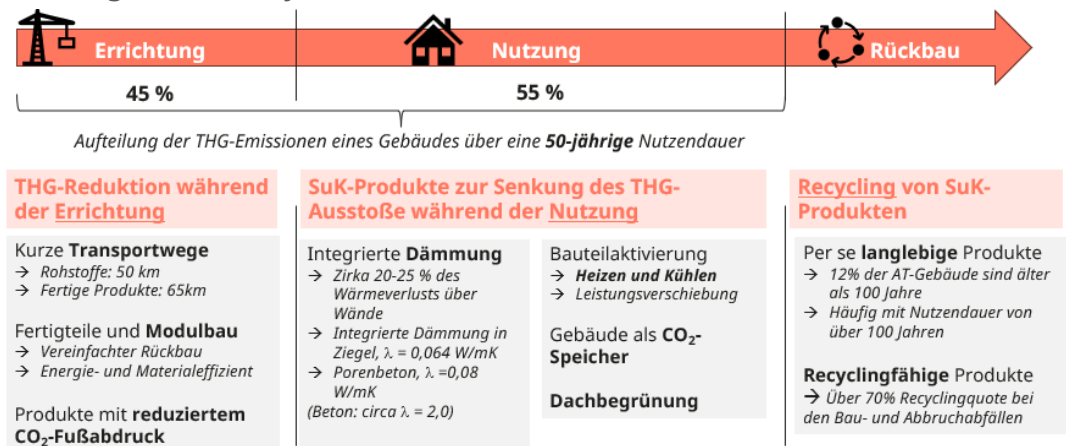 Errichtung
Nutzung
Rückbau
45 %
55 %
Aufteilung der THG-Emissionen eines Gebäudes über eine 50-jährige Nutzendauer
THG-Reduktion während
der Errichtung
Kurze Transportwege
→ Rohstoffe: 50 km
→ Fertige Produkte: 65km
Fertigteile und Modulbau
→ Vereinfachter Rückbau
→ Energie- und Materialeffizient
Produkte mit reduziertem
CO₂-Fußabdruck
SuK-Produkte zur Senkung des THG-
Ausstoße während der Nutzung
Integrierte Dämmung
→ Zirka 20-25 % des
Wärmeverlusts über
Wände
→ Integrierte Dämmung in
Ziegel, λ = 0,064 W/mK
→ Porenbeton, λ =0,08
W/mK
(Beton: circa λ = 2,0)
Bauteilaktivierung
→ Heizen und Kühlen
→ Leistungsverschiebung
Gebäude als CO₂-
Speicher
Dachbegrünung
Recycling von SuK-
Produkten
Per se langlebige Produkte
→ 12% der AT-Gebäude sind älter
als 100 Jahre
→ Häufig mit Nutzendauer von
über 100 Jahren
Recyclingfähige Produkte
→ Über 70% Recyclingquote bei
den Bau- und Abbruchabfällen